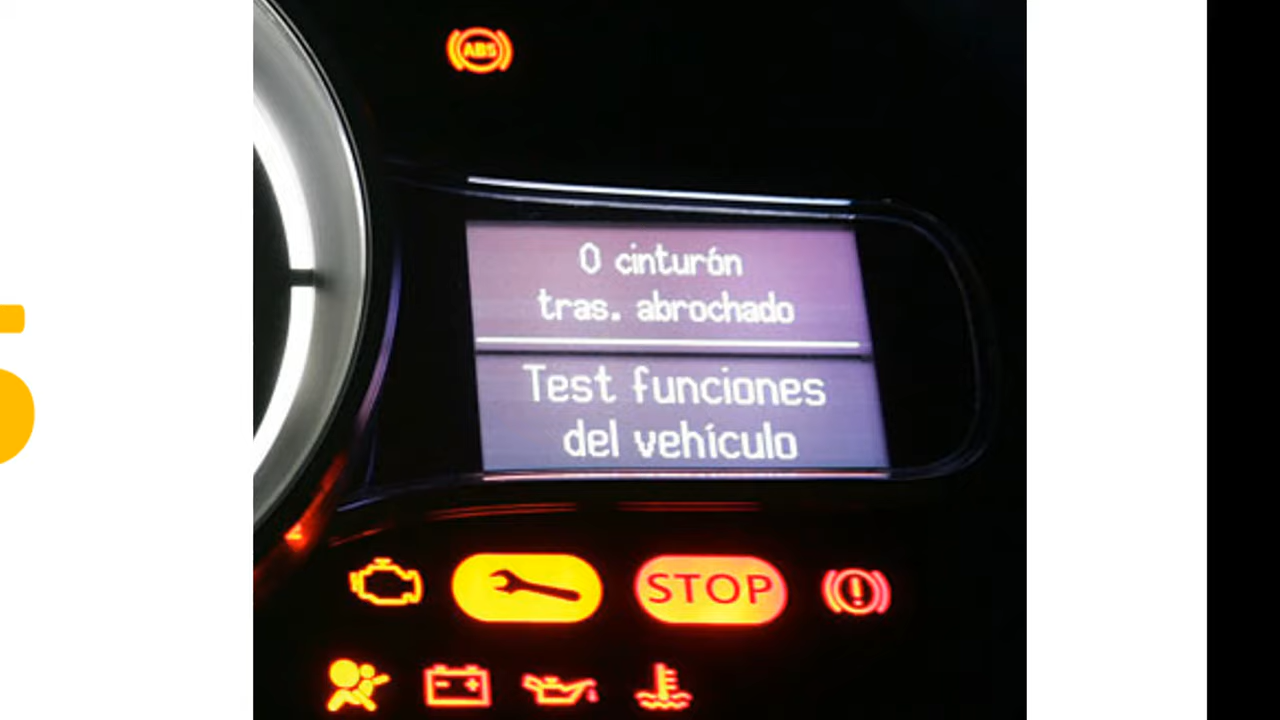 ABS
0 cinturón
tras. abrochado
Test funciones
del vehículo
STOP